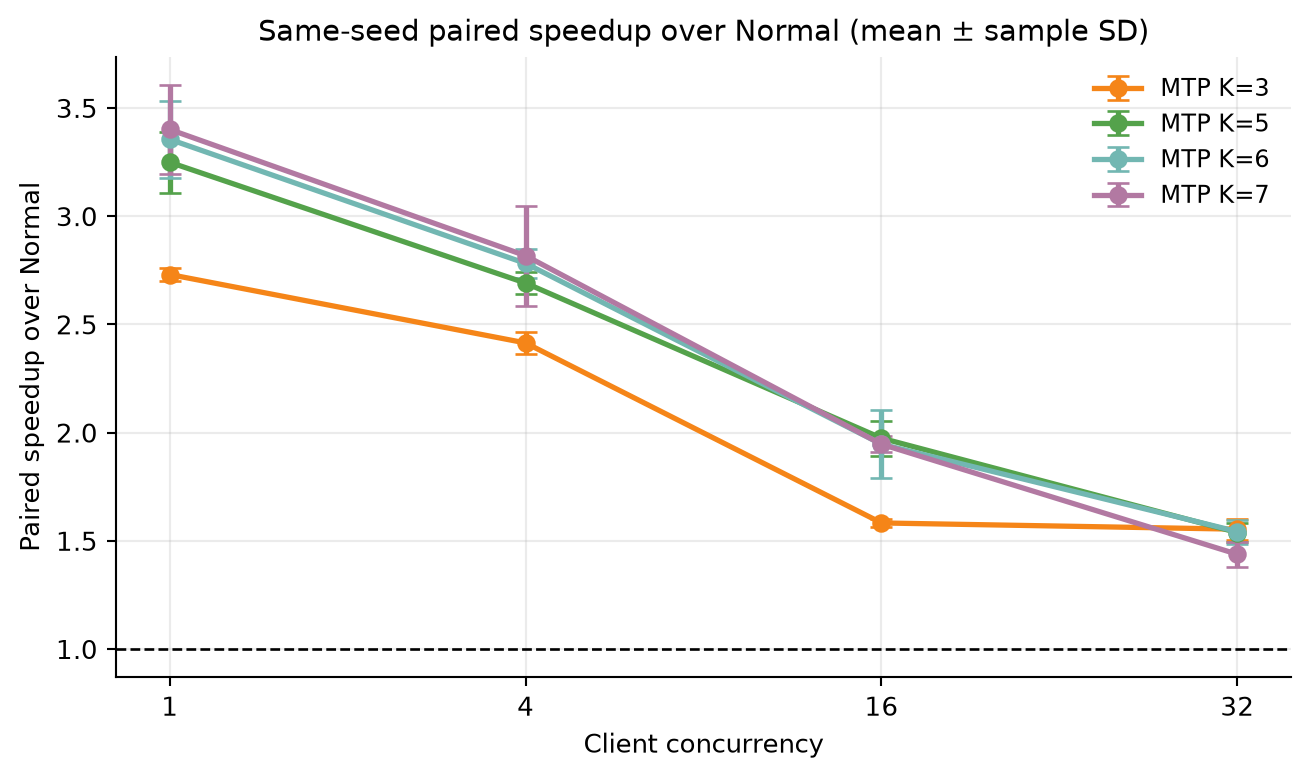 Same-seed paired speedup over Normal (mean ± sample SD)
MTP K=3
MTP K=5
MTP K=6
MTP K=7
Paired speedup over Normal
3.5
3.0
2.5
2.0
1.5
1.0
1
4
16
32
Client concurrency